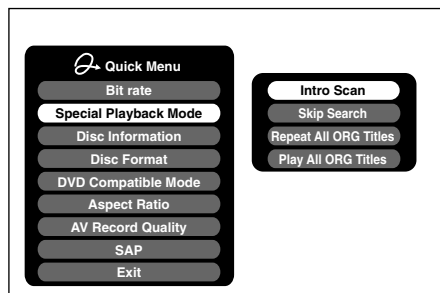 Quick Menu
Bit rate
Special Playback Mode
Disc Information
Disc Format
DVD Compatible Mode
Aspect Ratio
AV Record Quality
SAP
Exit
Intro Scan
Skip Search
Repeat All ORG Titles
Play All ORG Titles